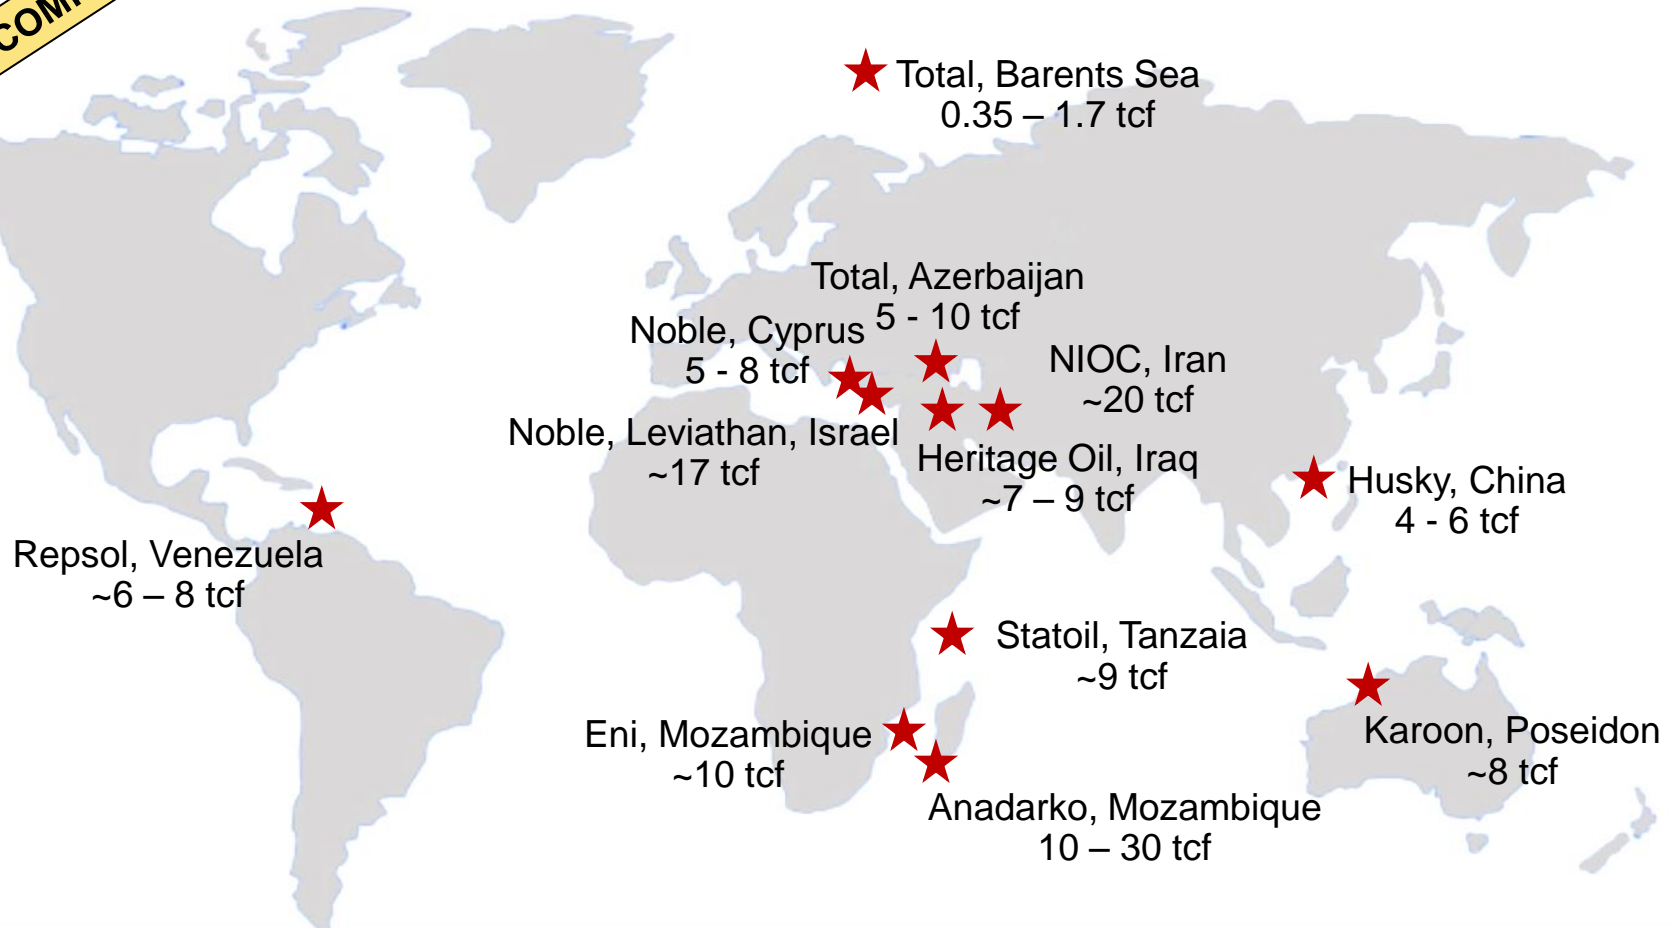 Total, Barents Sea
0.35 – 1.7 tcf
Total, Azerbaijan
5 - 10 tcf
Noble, Cyprus
5 - 8 tcf
NIOC, Iran
~20 tcf
Noble, Leviathan, Israel
~17 tcf
Heritage Oil, Iraq
~7 – 9 tcf
Husky, China
4 - 6 tcf
Repsol, Venezuela
~6 – 8 tcf
Statoil, Tanzaia
~9 tcf
Eni, Mozambique
~10 tcf
Karoon, Poseidon
~8 tcf
Anadarko, Mozambique
10 – 30 tcf